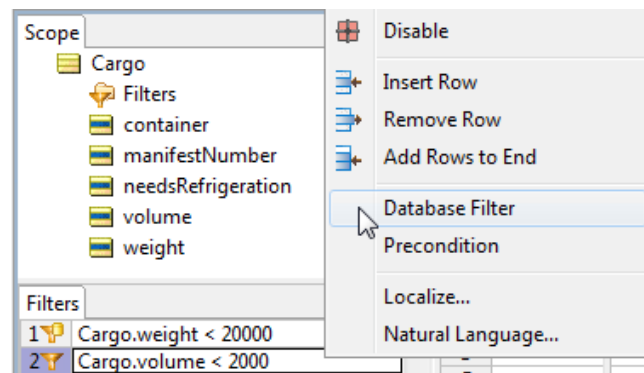 Scope
Cargo
Filters
container
manifestNumber
needsRefrigeration
volume
weight
Disable
Insert Row
Remove Row
Add Rows to End
Database Filter
Precondition
Localize...
Natural Language...
Filters
1 Cargo.weight < 20000
2 Cargo.volume < 2000